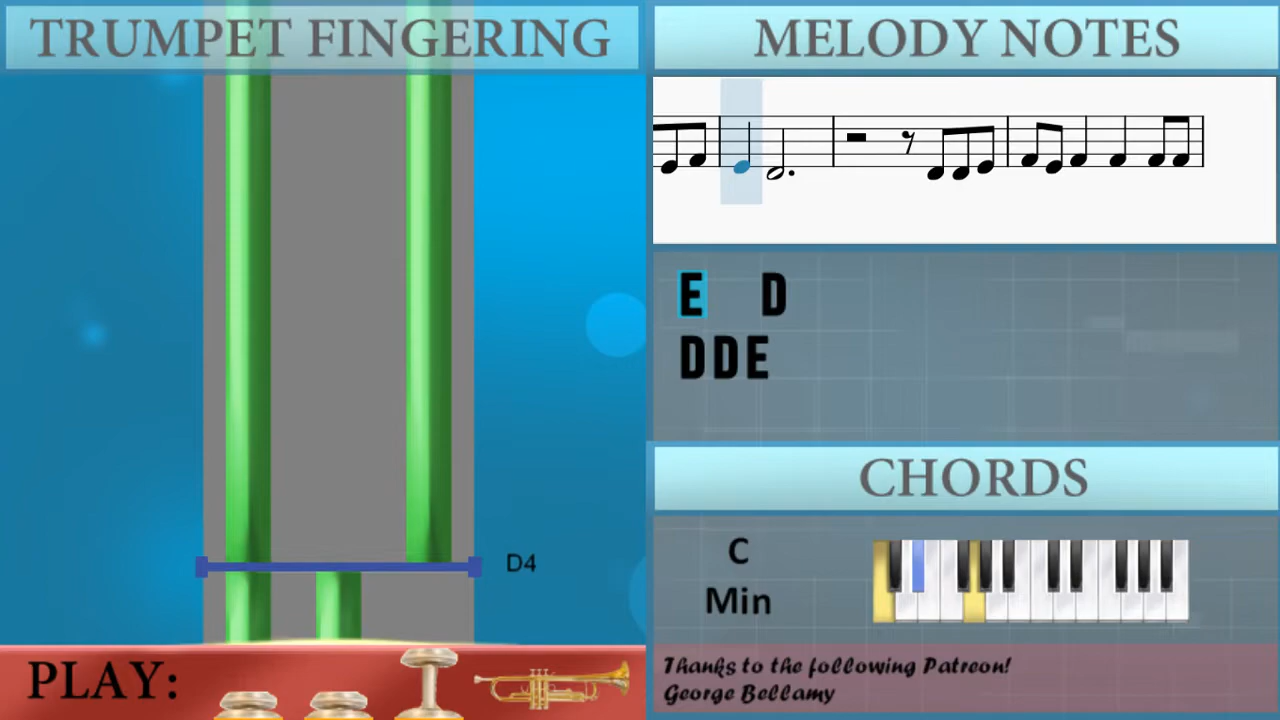 TRUMPET FINGERING
MELODY NOTES
E D
DDE
D4
CHORDS
C
Min
PLAY:
Thanks to the following Patreon!
George Bellamy